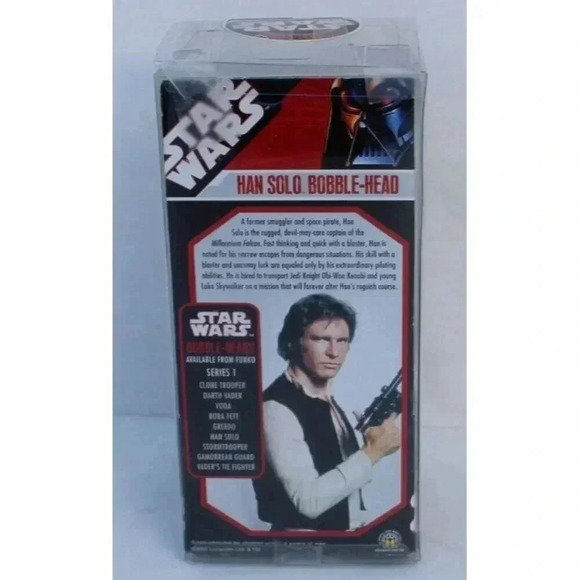 STAR
WARS
HAN SOLO BOBBLE-HEAD
A former smuggler and space pirate, Han
Solo is the rugged, devil-may-care captain of the
Millennium Falcon. Fast thinking and quick with a blaster, Han is
noted for his narrow escapes from dangerous situations. His skill with a
blaster and uncanny luck are equaled only by his extraordinary piloting
abilities. He is hired to transport Jedi Knight Obi-Wan Kenobi and young
Luke Skywalker on a mission that will forever alter Han's roguish course.
STAR
WARS
BOBBLE-HEADS
AVAILABLE FROM FUNKO
SERIES 1
CLONE TROOPER
DARTH VADER
YODA
BOBA FETT
GREEDO
HAN SOLO
STORMTROOPER
GAMORREAN GUARD
VADER'S TIE FIGHTER
Lucasfilm Ltd. & TM